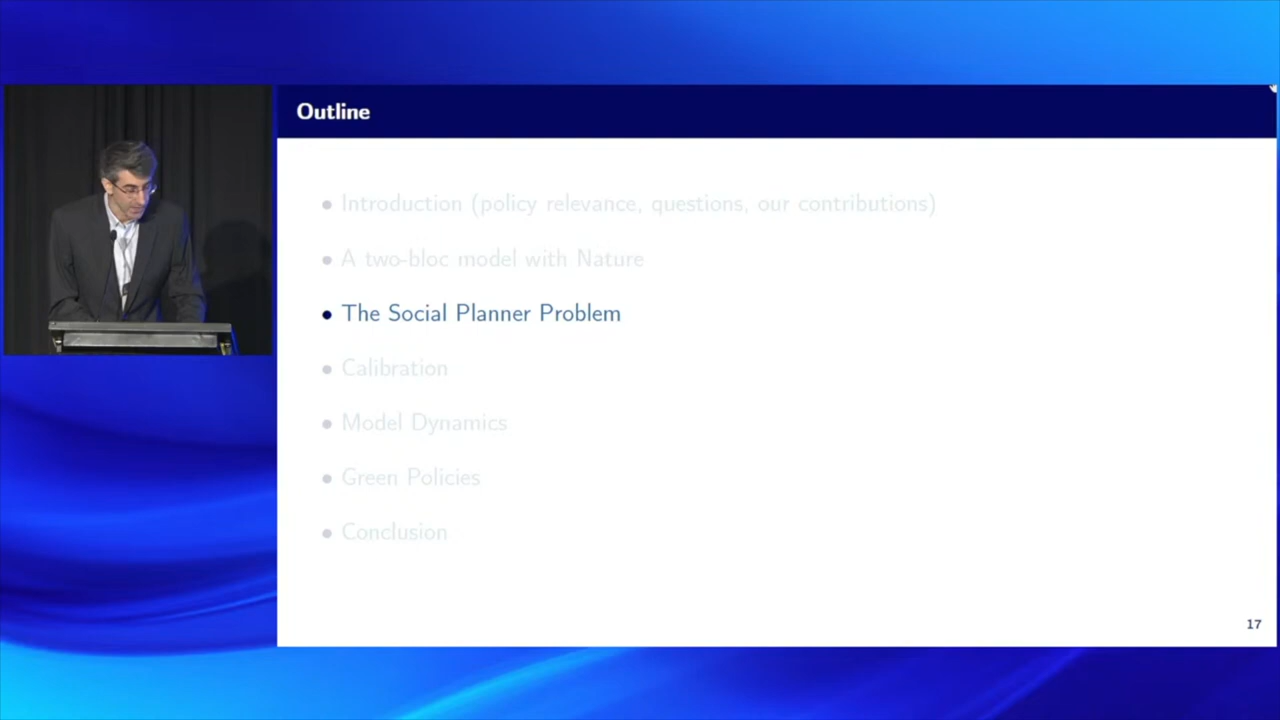 Outline
• Introduction (policy relevance, questions, our contributions)
• A two-bloc model with Nature
• The Social Planner Problem
• Calibration
• Model Dynamics
• Green Policies
• Conclusion
17